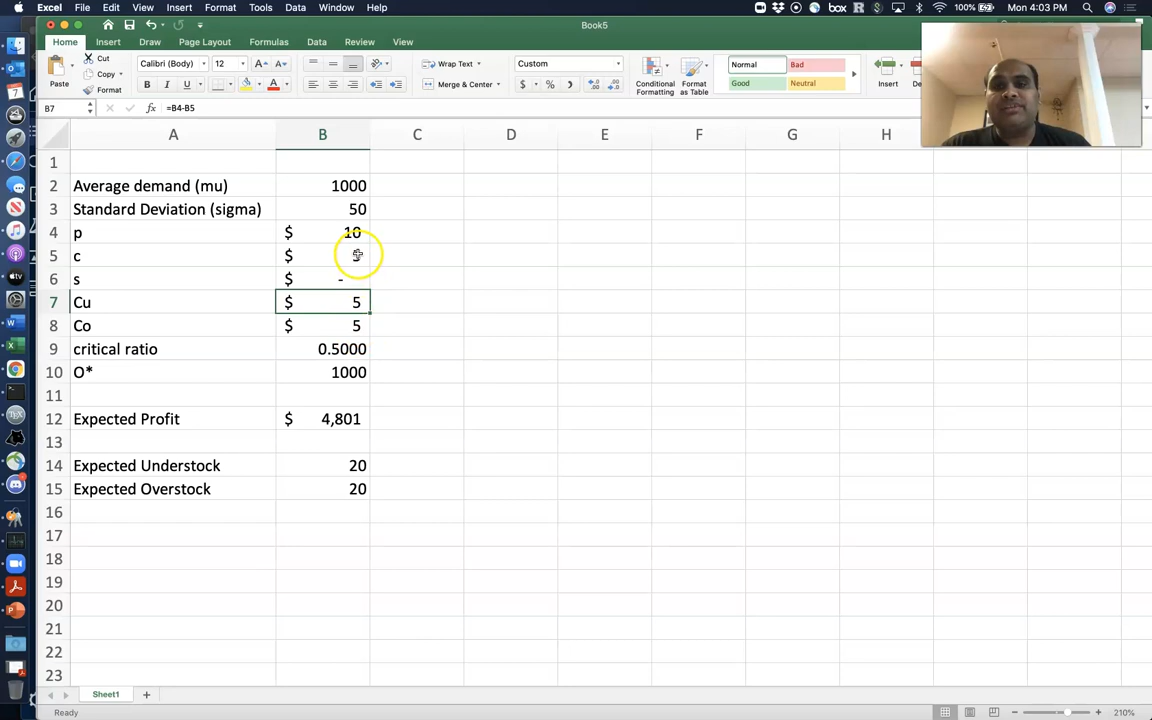 Excel File Edit View Insert Format Tools Data Window Help
box 100% Mon 4:03 PM
Book5
Home Insert Draw Page Layout Formulas Data Review View
Paste Cut Copy Format
Calibri (Body) 12
B I U
Wrap Text
Merge & Center
Custom
$ %
Conditional Formatting
Format as Table
Normal Bad
Good Neutral
Insert
B7 fx =B4-B5
A B C D E F G H
1
2 Average demand (mu) 1000
3 Standard Deviation (sigma) 50
4 p $ 10
5 c $
6 s $ -
7 Cu $ 5
8 Co $ 5
9 critical ratio 0.5000
10 O* 1000
11
12 Expected Profit $ 4,801
13
14 Expected Understock 20
15 Expected Overstock 20
16
17
18
19
20
21
22
23
Sheet1 +
Ready 210%